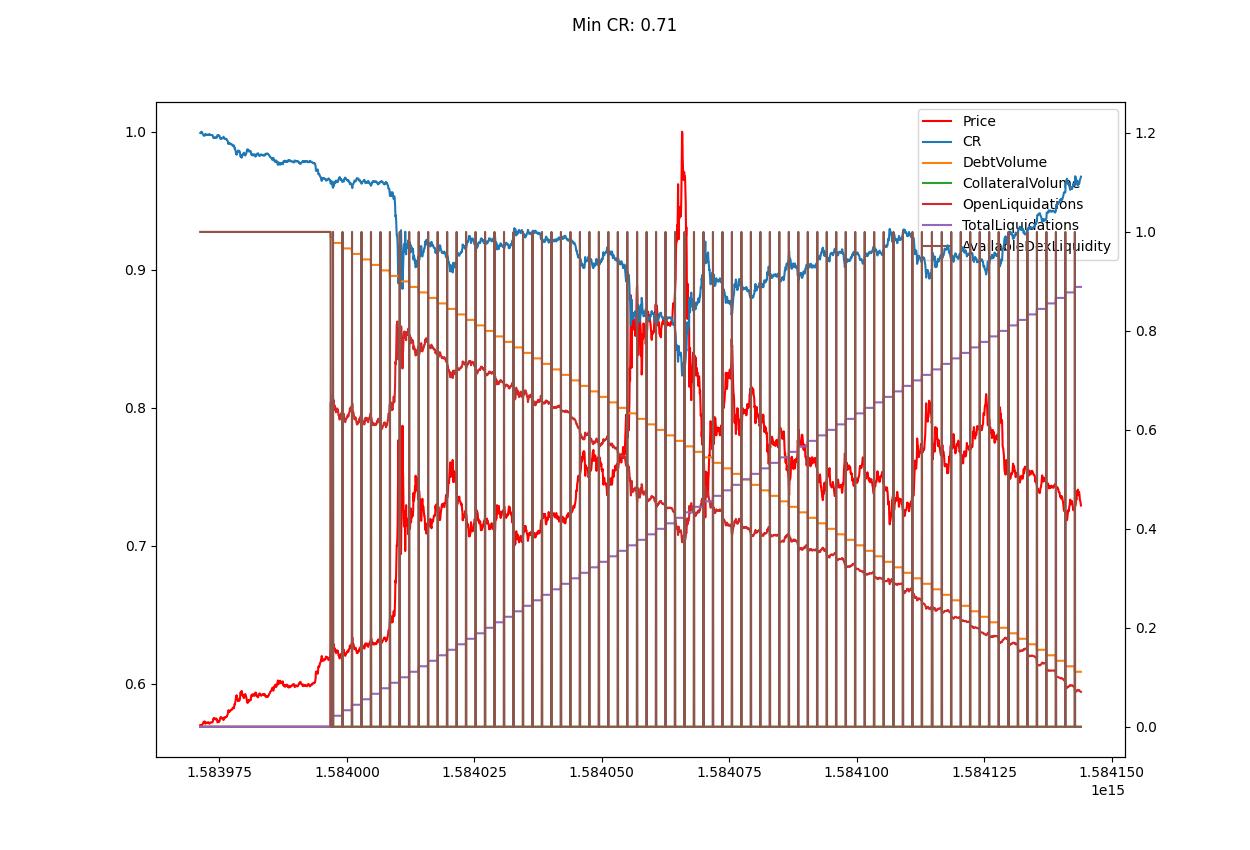 Min CR: 0.71
1.0
0.9
0.8
0.7
0.6
1.2
1.0
0.8
0.6
0.4
0.2
0.0
Price
CR
DebtVolume
CollateralVolume
OpenLiquidations
TotalLiquidations
AvailableDexLiquidity
1.583975 1.584000 1.584025 1.584050 1.584075 1.584100 1.584125 1.584150
1e15